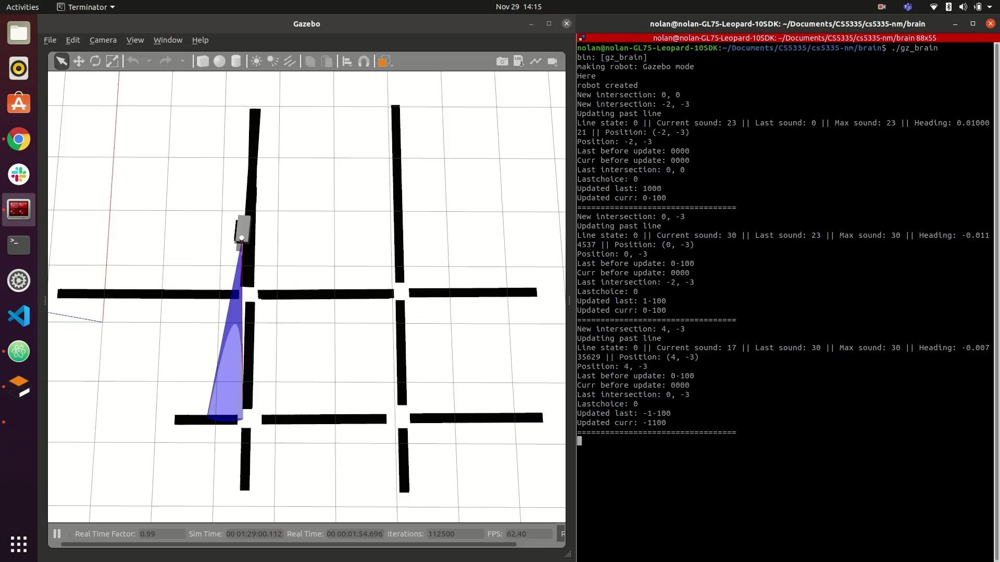 Activities
Terminator
Nov 29 14:15
Gazebo
File Edit Camera View Window Help
LOG
Real Time Factor: 0.99 Sim Time: 00 01:29:00.112 Real Time: 00 00:01:54.696 Iterations: 112500 FPS: 62.40 R
nolan@nolan-GL75-Leopard-10SDK: ~/Documents/CS5335/cs5335-nm/brain
nolan@nolan-GL75-Leopard-10SDK: ~/Documents/CS5335/cs5335-nm/brain 88x55
nolan@nolan-GL75-Leopard-10SDK:~/Documents/CS5335/cs5335-nm/brain$ ./gz_brain
bin: [gz_brain]
making robot: Gazebo mode
Here
robot created
New intersection: 0, 0
New intersection: -2, -3
Updating past line
Line state: 0 || Current sound: 23 || Last sound: 0 || Max sound: 23 || Heading: 0.01000
21 || Position: (-2, -3)
Position: -2, -3
Last before update: 0000
Curr before update: 0000
Last intersection: 0, 0
Lastchoice: 0
Updated last: 1000
Updated curr: 0-100
==================================
New intersection: 0, -3
Updating past line
Line state: 0 || Current sound: 30 || Last sound: 23 || Max sound: 30 || Heading: -0.011
4537 || Position: (0, -3)
Position: 0, -3
Last before update: 0-100
Curr before update: 0000
Last intersection: -2, -3
Lastchoice: 0
Updated last: 1-100
Updated curr: 0-100
==================================
New intersection: 4, -3
Updating past line
Line state: 0 || Current sound: 17 || Last sound: 30 || Max sound: 30 || Heading: -0.007
35629 || Position: (4, -3)
Position: 4, -3
Last before update: 0-100
Curr before update: 0000
Last intersection: 0, -3
Lastchoice: 0
Updated last: -1-100
Updated curr: -1100
==================================